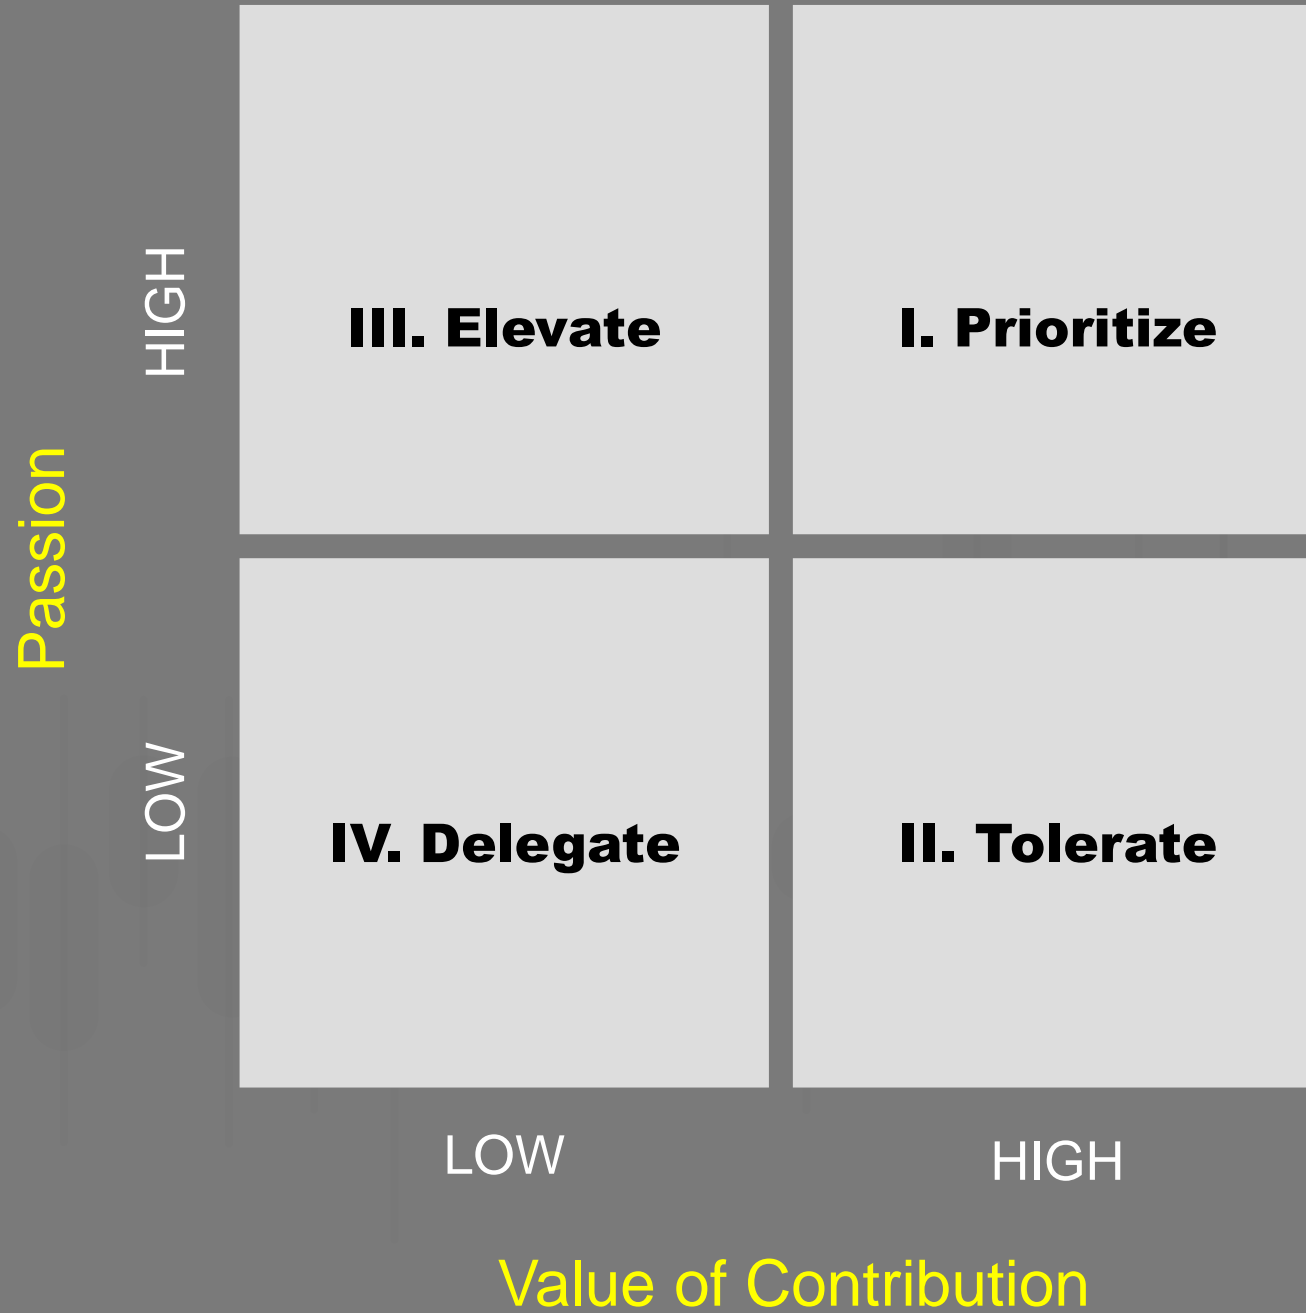 HIGH
III. Elevate
I. Prioritize
Passion
LOW
IV. Delegate
II. Tolerate
LOW
HIGH
Value of Contribution